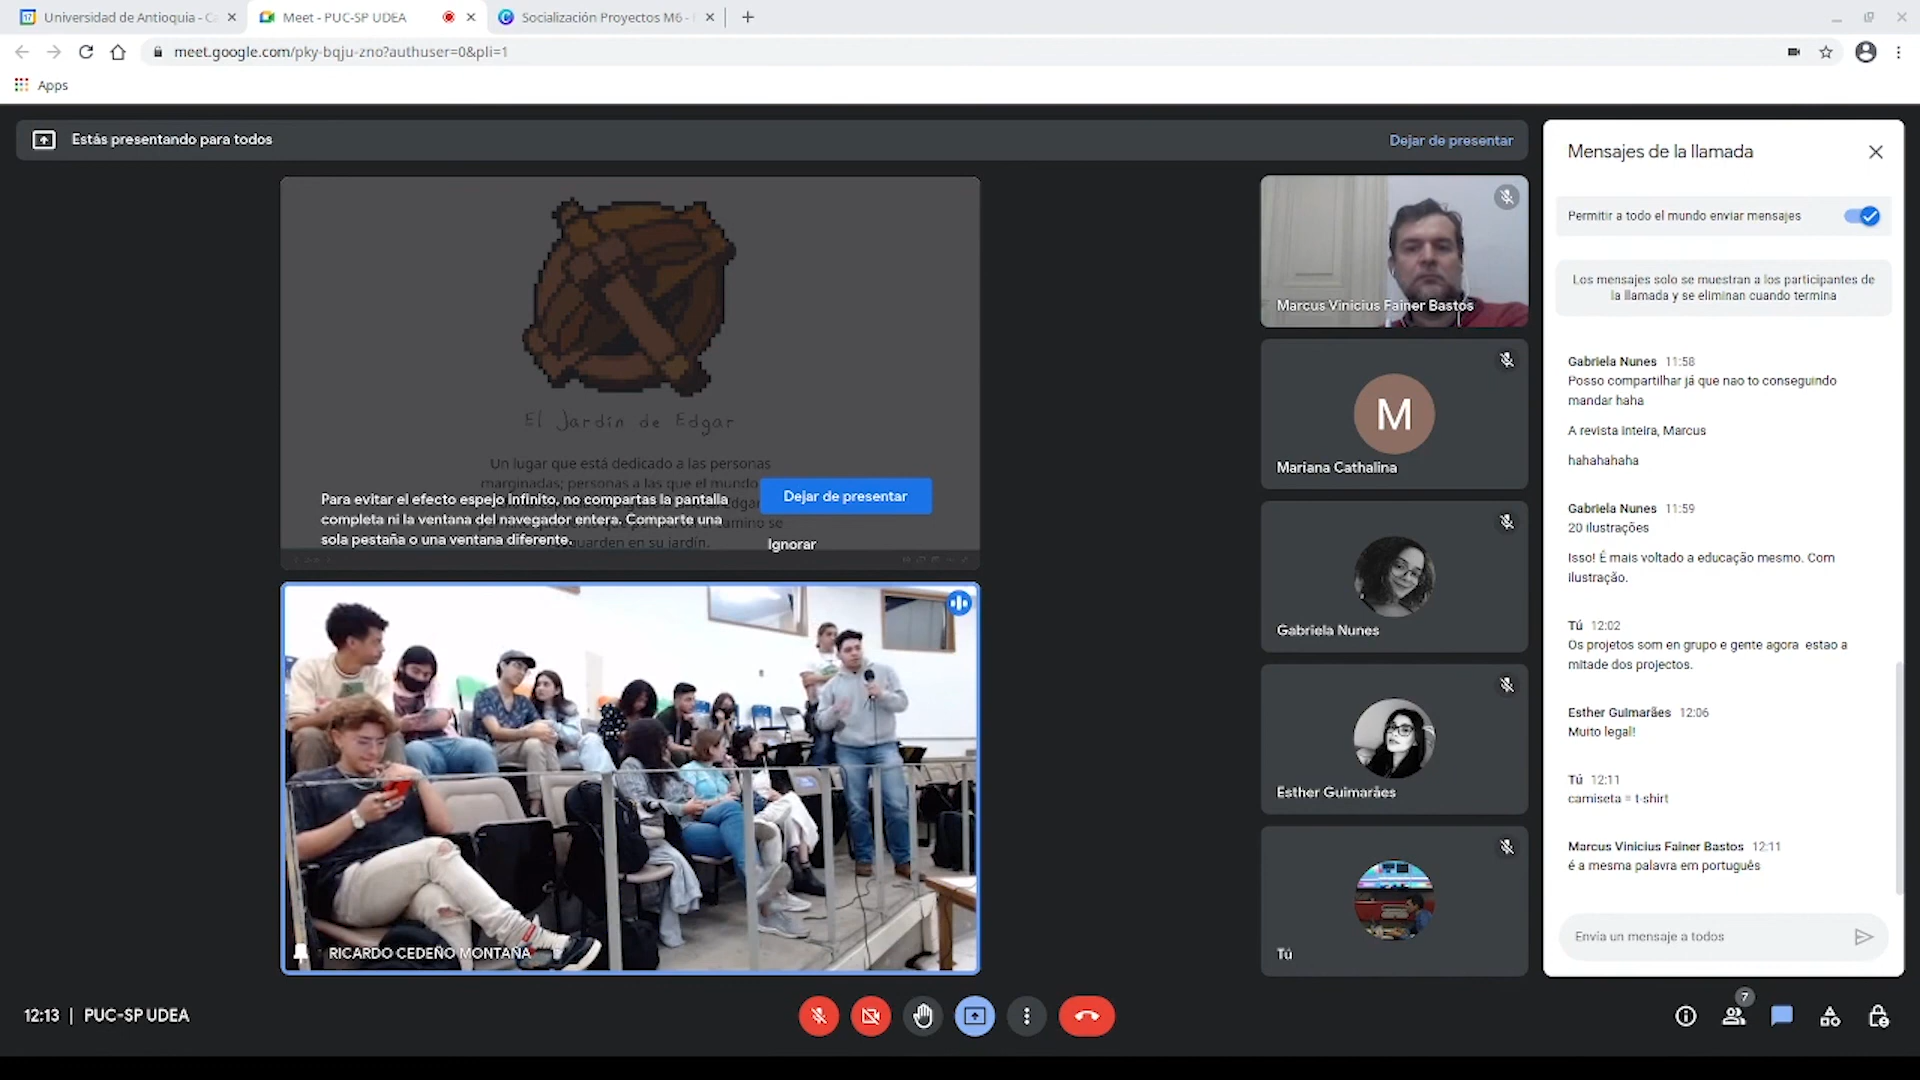 Universidad de Antioquia - Ca
Meet - PUC-SP UDEA
Socialización Proyectos M6 -
meet.google.com/pky-bqju-zno?authuser=0&pli=1
Apps
Estás presentando para todos
Dejar de presentar
El Jardín de Edgar
Un lugar que está dedicado a las personas
marginadas; personas a las que el mundo
Para evitar el efecto espejo infinito, no compartas la pantalla
completa ni la ventana del navegador entera. Comparte una
sola pestaña o una ventana diferente.
Dejar de presentar
Ignorar
RICARDO CEDEÑO MONTAÑA
Marcus Vinicius Fainer Bastos
M
Mariana Cathalina
Gabriela Nunes
Esther Guimarães
Tú
Mensajes de la llamada
Permitir a todo el mundo enviar mensajes
Los mensajes solo se muestran a los participantes de
la llamada y se eliminan cuando termina
Gabriela Nunes 11:58
Posso compartilhar já que nao to conseguindo
mandar haha
A revista inteira, Marcus
hahahahaha
Gabriela Nunes 11:59
20 ilustrações
Isso! É mais voltado a educação mesmo. Com
ilustração.
Tú 12:02
Os projetos som en grupo e gente agora estao a
mitade dos projectos.
Esther Guimarães 12:06
Muito legal!
Tú 12:11
camiseta = t-shirt
Marcus Vinicius Fainer Bastos 12:11
é a mesma palavra em português
Envía un mensaje a todos
12:13 | PUC-SP UDEA
7